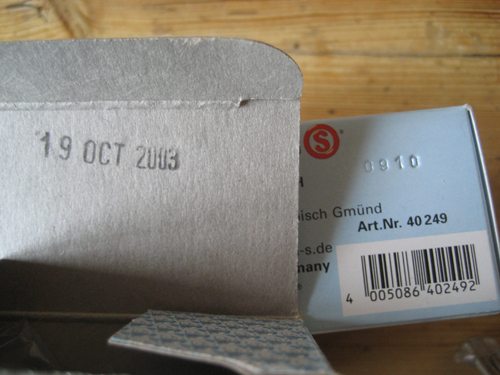 19 OCT 2003
S
0910
isch Gmünd
Art.Nr. 40 249
-s.de
many
4 005086 402492